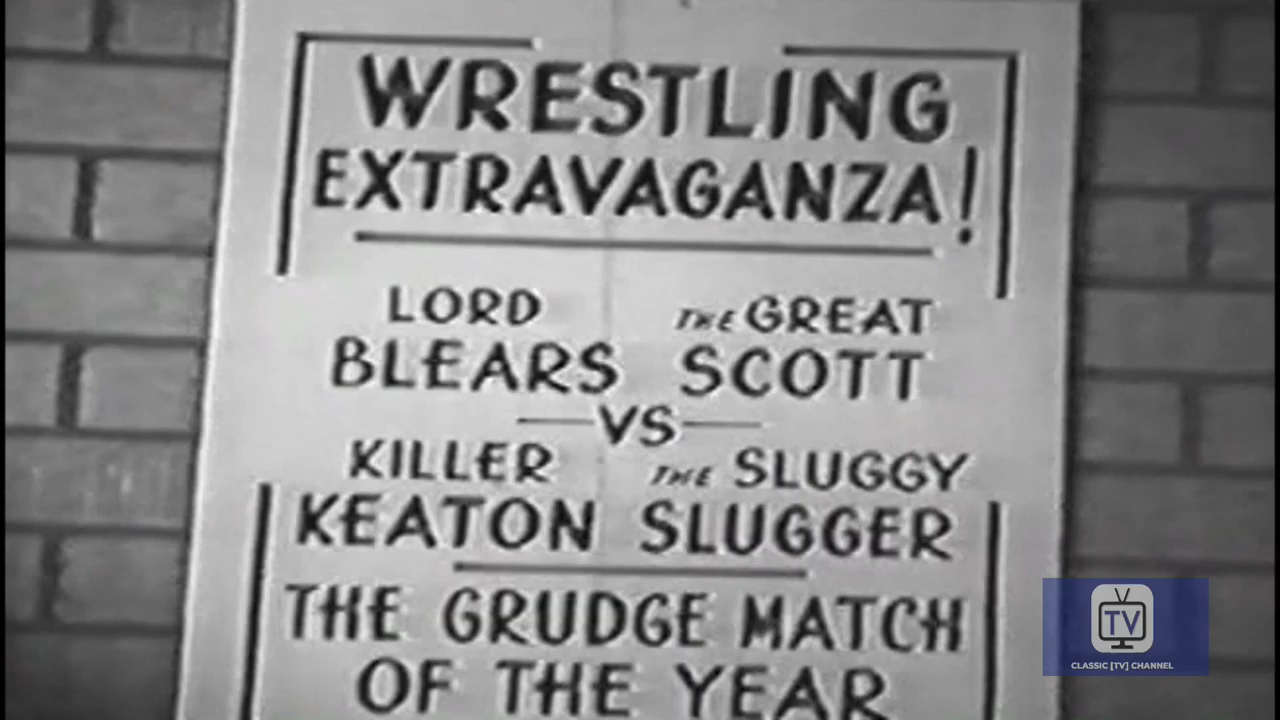 WRESTLING
EXTRAVAGANZA!
LORD THE GREAT
BLEARS SCOTT
VS
KILLER THE SLUGGY
KEATON SLUGGER
THE GRUDGE MATCH
OF THE YEAR
TV
CLASSIC [TV] CHANNEL